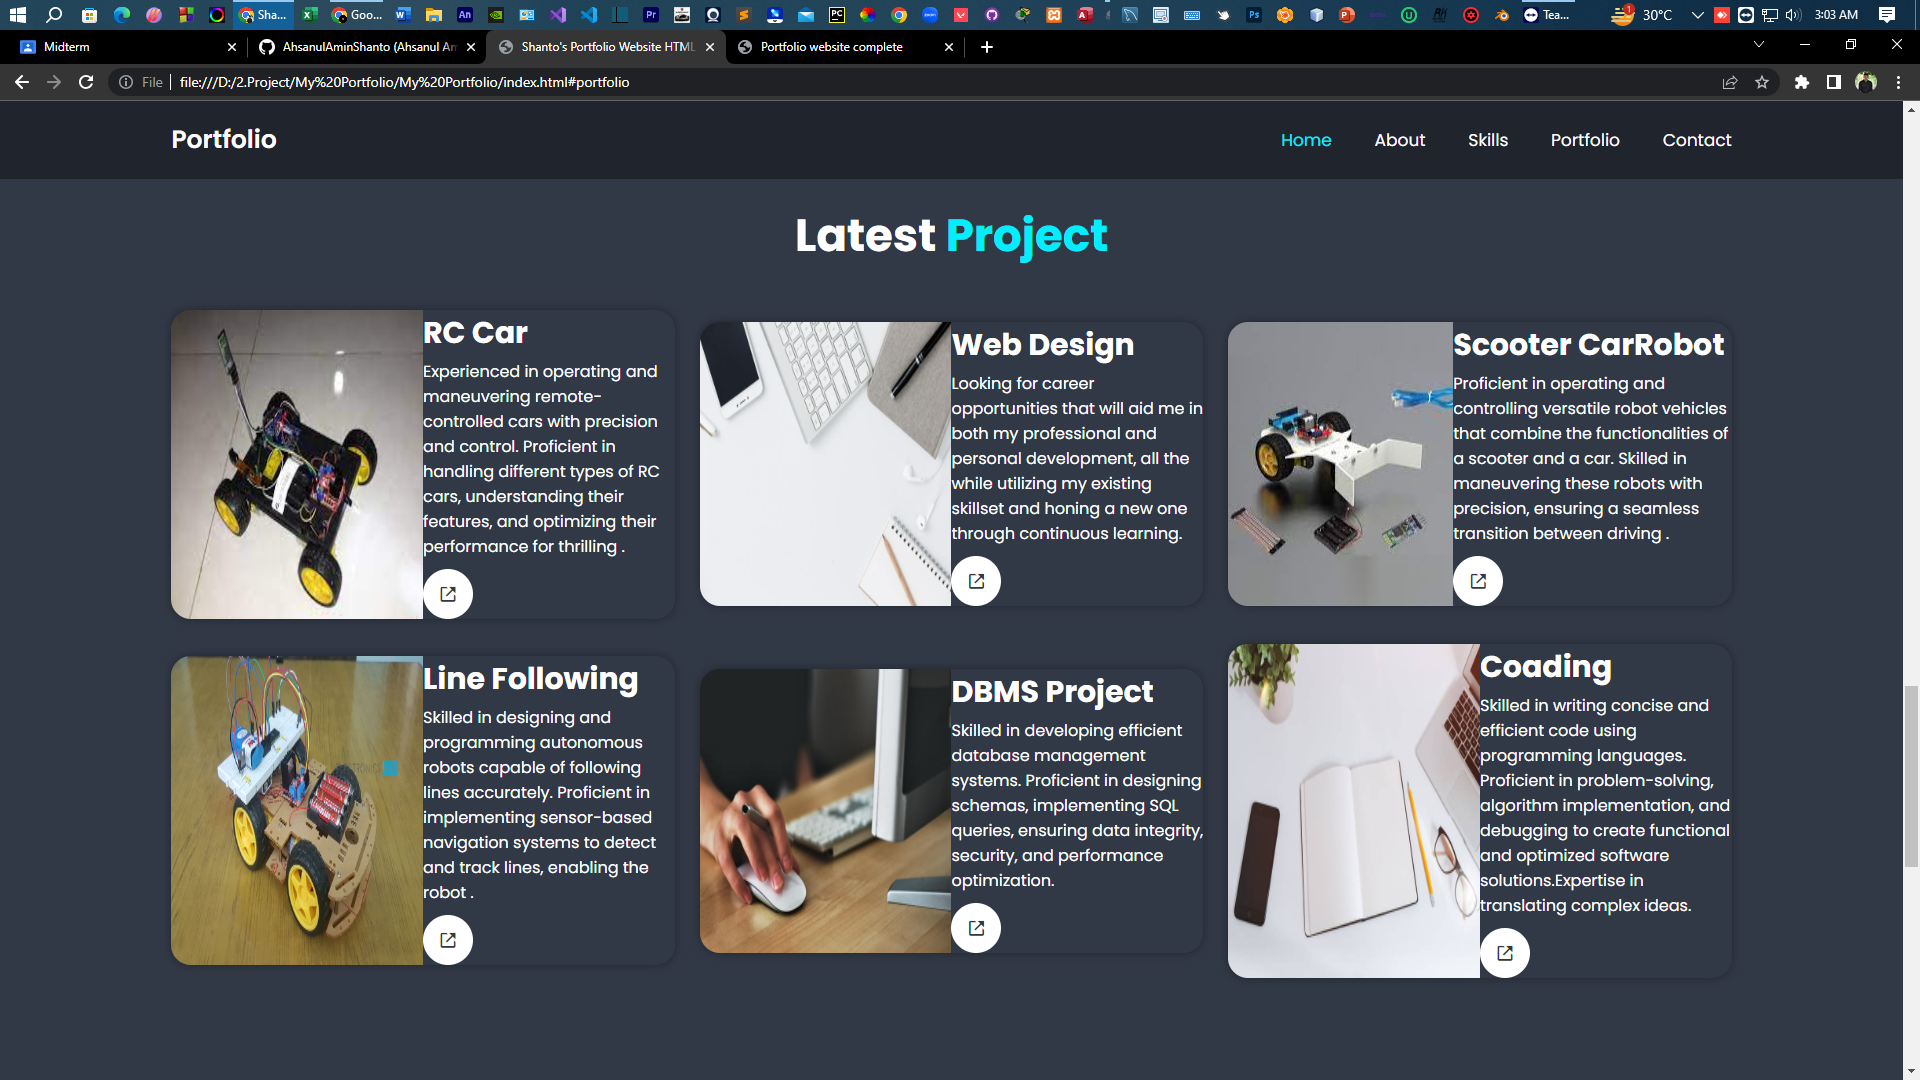 Sha...
Goo...
Tea...
30°C
3:03 AM
Midterm
AhsanulAminShanto (Ahsanul Am
Shanto's Portfolio Website HTML
Portfolio website complete
File
file:///D:/2.Project/My%20Portfolio/My%20Portfolio/index.html#portfolio
Portfolio
Home
About
Skills
Portfolio
Contact
Latest Project
RC Car
Experienced in operating and
maneuvering remote-
controlled cars with precision
and control. Proficient in
handling different types of RC
cars, understanding their
features, and optimizing their
performance for thrilling .
Web Design
Looking for career
opportunities that will aid me in
both my professional and
personal development, all the
while utilizing my existing
skillset and honing a new one
through continuous learning.
Scooter CarRobot
Proficient in operating and
controlling versatile robot vehicles
that combine the functionalities of
a scooter and a car. Skilled in
maneuvering these robots with
precision, ensuring a seamless
transition between driving .
Line Following
Skilled in designing and
programming autonomous
robots capable of following
lines accurately. Proficient in
implementing sensor-based
navigation systems to detect
and track lines, enabling the
robot .
DBMS Project
Skilled in developing efficient
database management
systems. Proficient in designing
schemas, implementing SQL
queries, ensuring data integrity,
security, and performance
optimization.
Coading
Skilled in writing concise and
efficient code using
programming languages.
Proficient in problem-solving,
algorithm implementation, and
debugging to create functional
and optimized software
solutions.Expertise in
translating complex ideas.